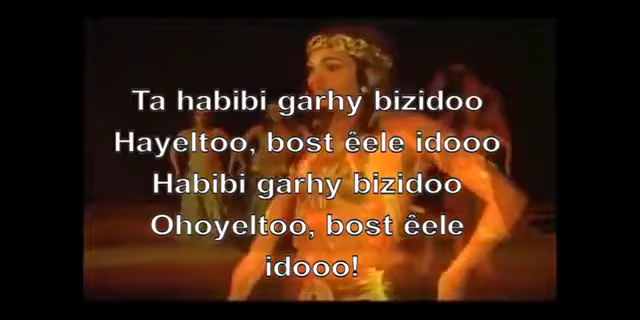 Ta habibi garhy bizidoo
Hayeltoo, bost êele idooo
Habibi garhy bizidoo
Ohoyeltoo, bost êele
idooo!